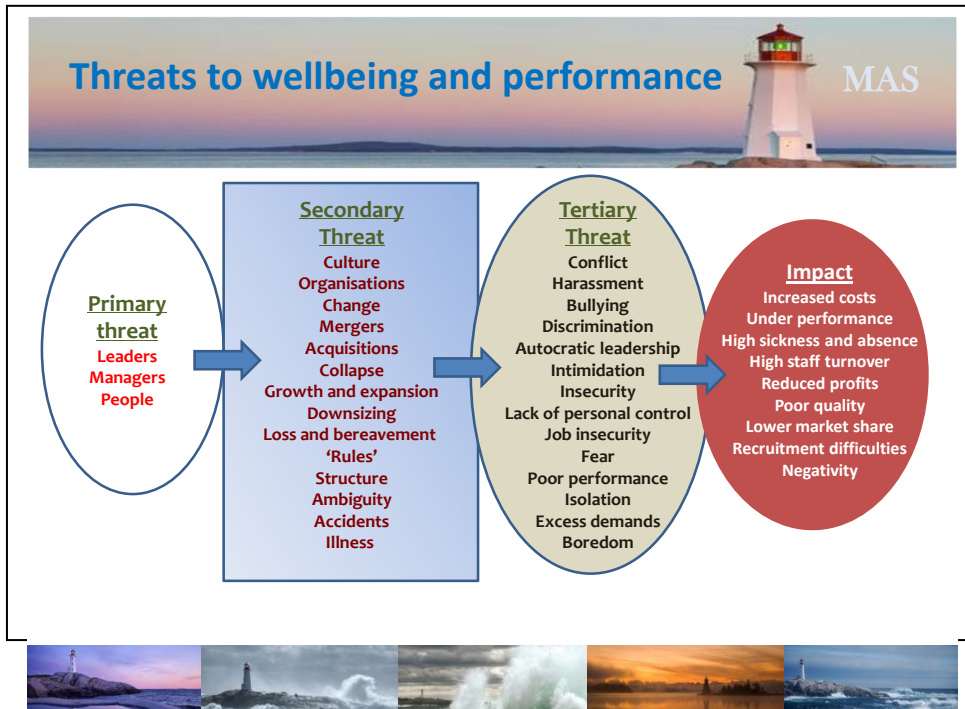 Threats to wellbeing and performance
MAS
Primary
threat
Leaders
Managers
People
Secondary
Threat
Culture
Organisations
Change
Mergers
Acquisitions
Collapse
Growth and expansion
Downsizing
Loss and bereavement
‘Rules’
Structure
Ambiguity
Accidents
Illness
Tertiary
Threat
Conflict
Harassment
Bullying
Discrimination
Autocratic leadership
Intimidation
Insecurity
Lack of personal control
Job insecurity
Fear
Poor performance
Isolation
Excess demands
Boredom
Impact
Increased costs
Under performance
High sickness and absence
High staff turnover
Reduced profits
Poor quality
Lower market share
Recruitment difficulties
Negativity